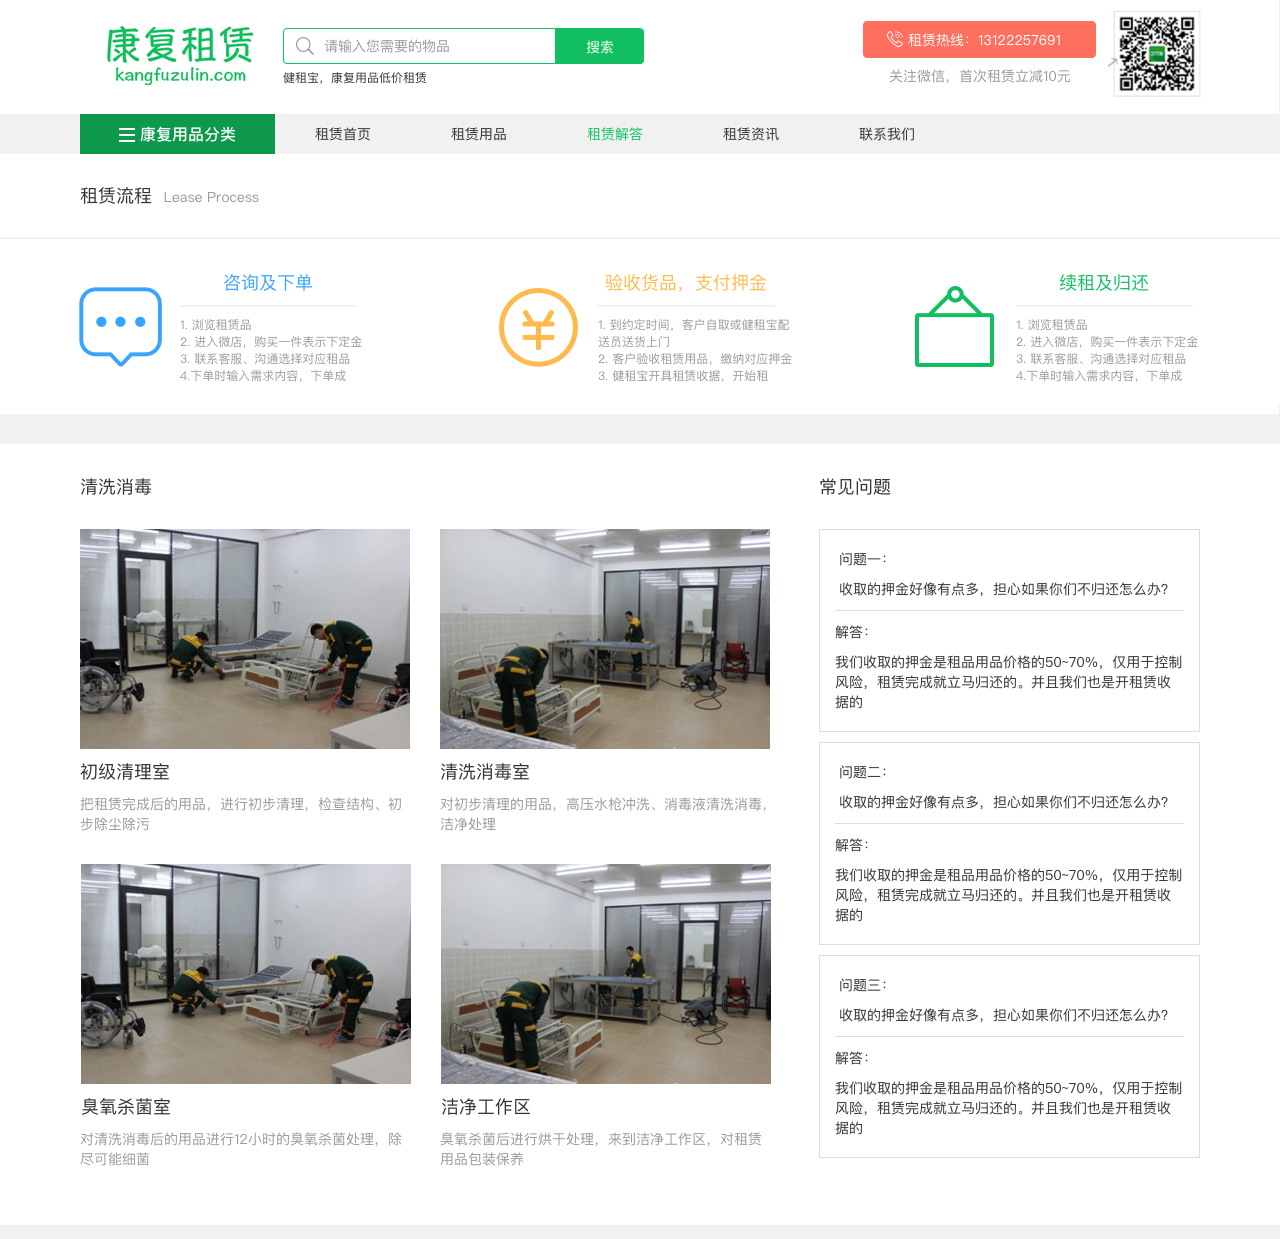 康复租赁
kangfuzulin.com
请输入您需要的物品
搜索
健租宝，康复用品低价租赁
租赁热线：13122257691
关注微信，首次租赁立减10元
康复用品分类
租赁首页
租赁用品
租赁解答
租赁资讯
联系我们
租赁流程 Lease Process
咨询及下单
1. 浏览租赁品
2. 进入微店，购买一件表示下定金
3. 联系客服、沟通选择对应租品
4.下单时输入需求内容，下单成
验收货品，支付押金
1. 到约定时间，客户自取或健租宝配
送员送货上门
2. 客户验收租赁用品，缴纳对应押金
3. 健租宝开具租赁收据，开始租
续租及归还
1. 浏览租赁品
2. 进入微店，购买一件表示下定金
3. 联系客服、沟通选择对应租品
4.下单时输入需求内容，下单成
清洗消毒
初级清理室
把租赁完成后的用品，进行初步清理，检查结构、初
步除尘除污
清洗消毒室
对初步清理的用品，高压水枪冲洗、消毒液清洗消毒，
洁净处理
臭氧杀菌室
对清洗消毒后的用品进行12小时的臭氧杀菌处理，除
尽可能细菌
洁净工作区
臭氧杀菌后进行烘干处理，来到洁净工作区，对租赁
用品包装保养
常见问题
问题一：
收取的押金好像有点多，担心如果你们不归还怎么办？
解答：
我们收取的押金是租品用品价格的50~70%，仅用于控制
风险，租赁完成就立马归还的。并且我们也是开租赁收
据的
问题二：
收取的押金好像有点多，担心如果你们不归还怎么办？
解答：
我们收取的押金是租品用品价格的50~70%，仅用于控制
风险，租赁完成就立马归还的。并且我们也是开租赁收
据的
问题三：
收取的押金好像有点多，担心如果你们不归还怎么办？
解答：
我们收取的押金是租品用品价格的50~70%，仅用于控制
风险，租赁完成就立马归还的。并且我们也是开租赁收
据的